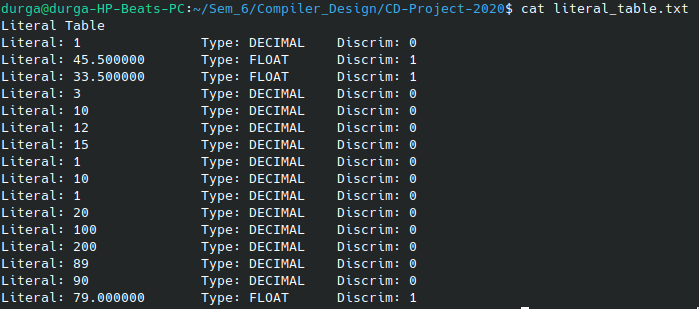 durga@durga-HP-Beats-PC:~/Sem_6/Compiler_Design/CD-Project-2020$ cat literal_table.txt
Literal Table
Literal: 1 Type: DECIMAL Discrim: 0
Literal: 45.500000 Type: FLOAT Discrim: 1
Literal: 33.500000 Type: FLOAT Discrim: 1
Literal: 3 Type: DECIMAL Discrim: 0
Literal: 10 Type: DECIMAL Discrim: 0
Literal: 12 Type: DECIMAL Discrim: 0
Literal: 15 Type: DECIMAL Discrim: 0
Literal: 1 Type: DECIMAL Discrim: 0
Literal: 10 Type: DECIMAL Discrim: 0
Literal: 1 Type: DECIMAL Discrim: 0
Literal: 20 Type: DECIMAL Discrim: 0
Literal: 100 Type: DECIMAL Discrim: 0
Literal: 200 Type: DECIMAL Discrim: 0
Literal: 89 Type: DECIMAL Discrim: 0
Literal: 90 Type: DECIMAL Discrim: 0
Literal: 79.000000 Type: FLOAT Discrim: 1